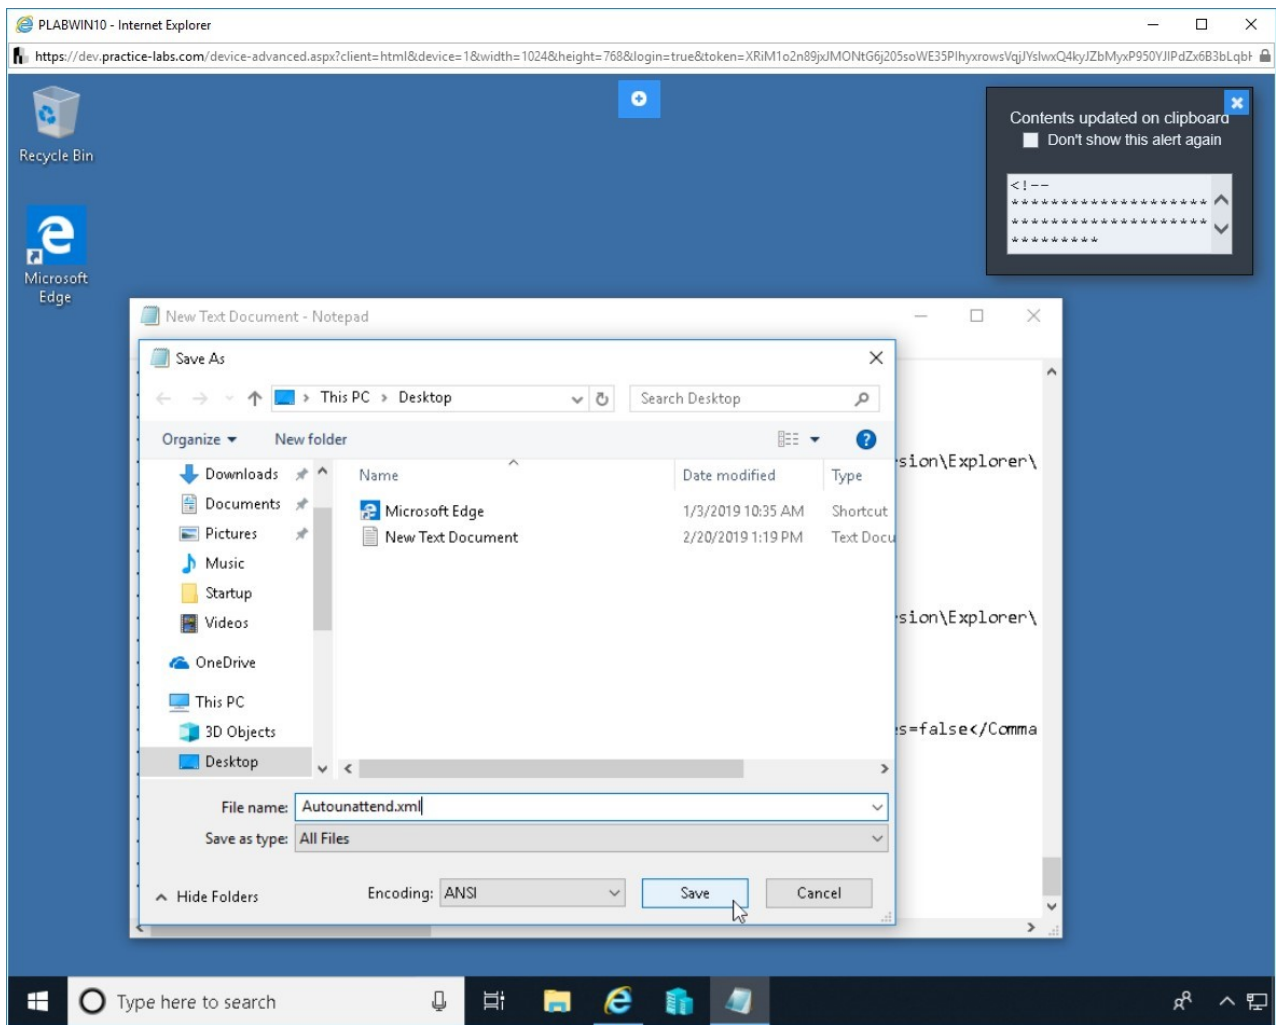 PLABWIN10 - Internet Explorer
https://dev.practice-labs.com/device-advanced.aspx?client=html&device=1&width=1024&height=768&login=true&token=
Recycle Bin
Microsoft
Edge
Contents updated on clipboard
Don't show this alert again
<!--
********************
********************
*********
New Text Document - Notepad
Save As
This PC > Desktop
Search Desktop
Organize
New folder
Downloads
Documents
Pictures
Music
Startup
Videos
OneDrive
This PC
3D Objects
Desktop
Name Date modified Type
Microsoft Edge 1/3/2019 10:35 AM Shortcut
New Text Document 2/20/2019 1:19 PM Text Docu
sion\Explorer\
sion\Explorer\
s=false</Comma
File name: Autounattend.xml
Save as type: All Files
Hide Folders
Encoding: ANSI
Save
Cancel
Type here to search